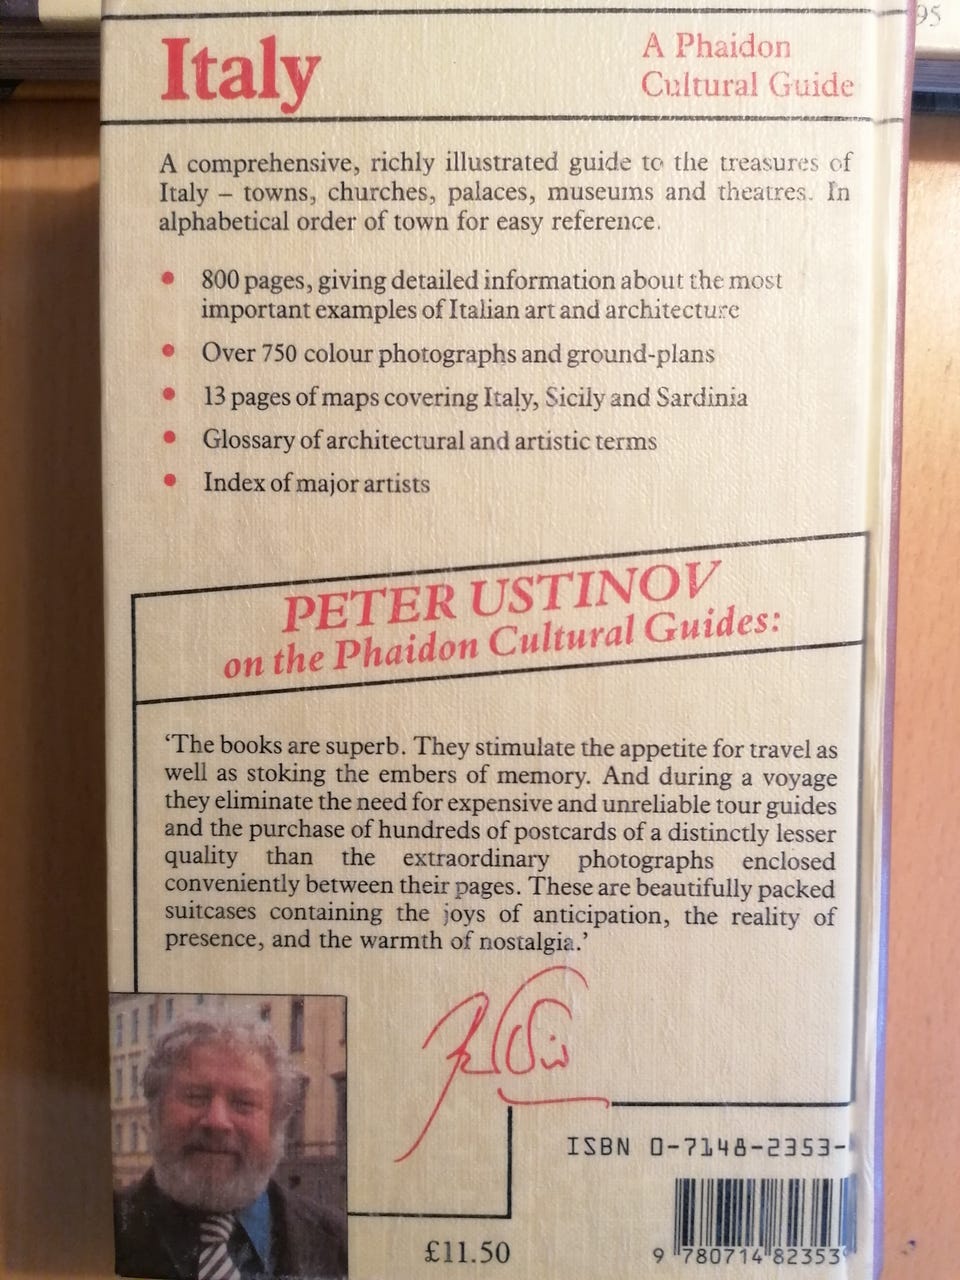 95
Italy
A Phaidon
Cultural Guide
A comprehensive, richly illustrated guide to the treasures of
Italy – towns, churches, palaces, museums and theatres. In
alphabetical order of town for easy reference.
• 800 pages, giving detailed information about the most
important examples of Italian art and architecture
• Over 750 colour photographs and ground-plans
• 13 pages of maps covering Italy, Sicily and Sardinia
• Glossary of architectural and artistic terms
• Index of major artists
PETER USTINOV
on the Phaidon Cultural Guides:
‘The books are superb. They stimulate the appetite for travel as
well as stoking the embers of memory. And during a voyage
they eliminate the need for expensive and unreliable tour guides
and the purchase of hundreds of postcards of a distinctly lesser
quality than the extraordinary photographs enclosed
conveniently between their pages. These are beautifully packed
suitcases containing the joys of anticipation, the reality of
presence, and the warmth of nostalgia.’
ISBN 0-7148-2353-
£11.50
9 780714 82353